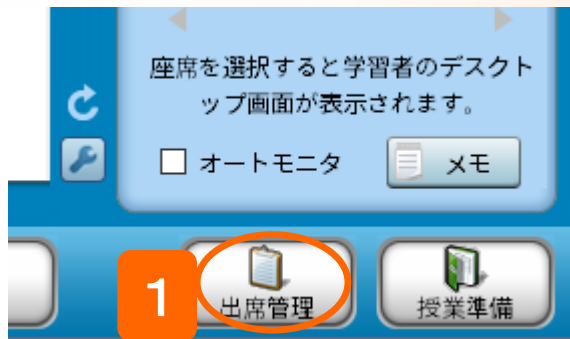 座席を選択すると学習者のデスクト
ップ画面が表示されます。
オートモニタ
メモ
1
出席管理
授業準備